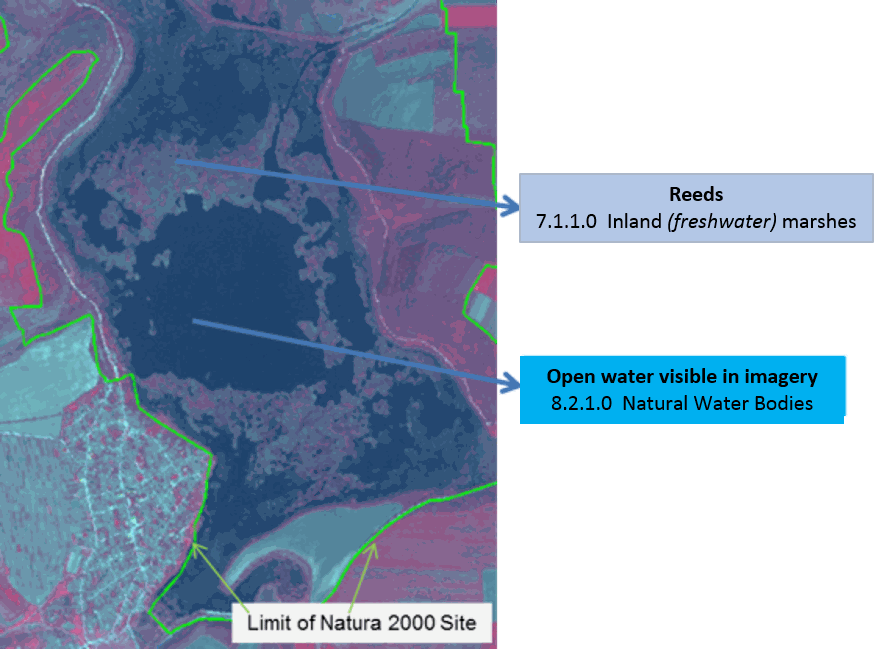 Reeds
7.1.1.0 Inland (freshwater) marshes
Open water visible in imagery
8.2.1.0 Natural Water Bodies
Limit of Natura 2000 Site